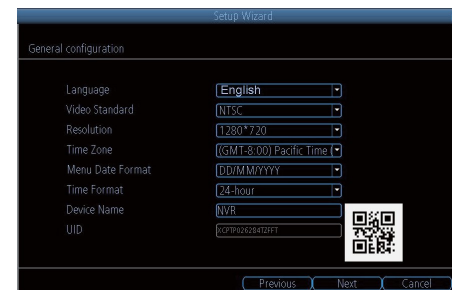 Setup Wizard
General configuration
Language English
Video Standard NTSC
Resolution 1280*720
Time Zone (GMT-8:00) Pacific Time (
Menu Date Format DD/MM/YYYY
Time Format 24-hour
Device Name NVR
UID XCPTP026284TZFFT
Previous Next Cancel